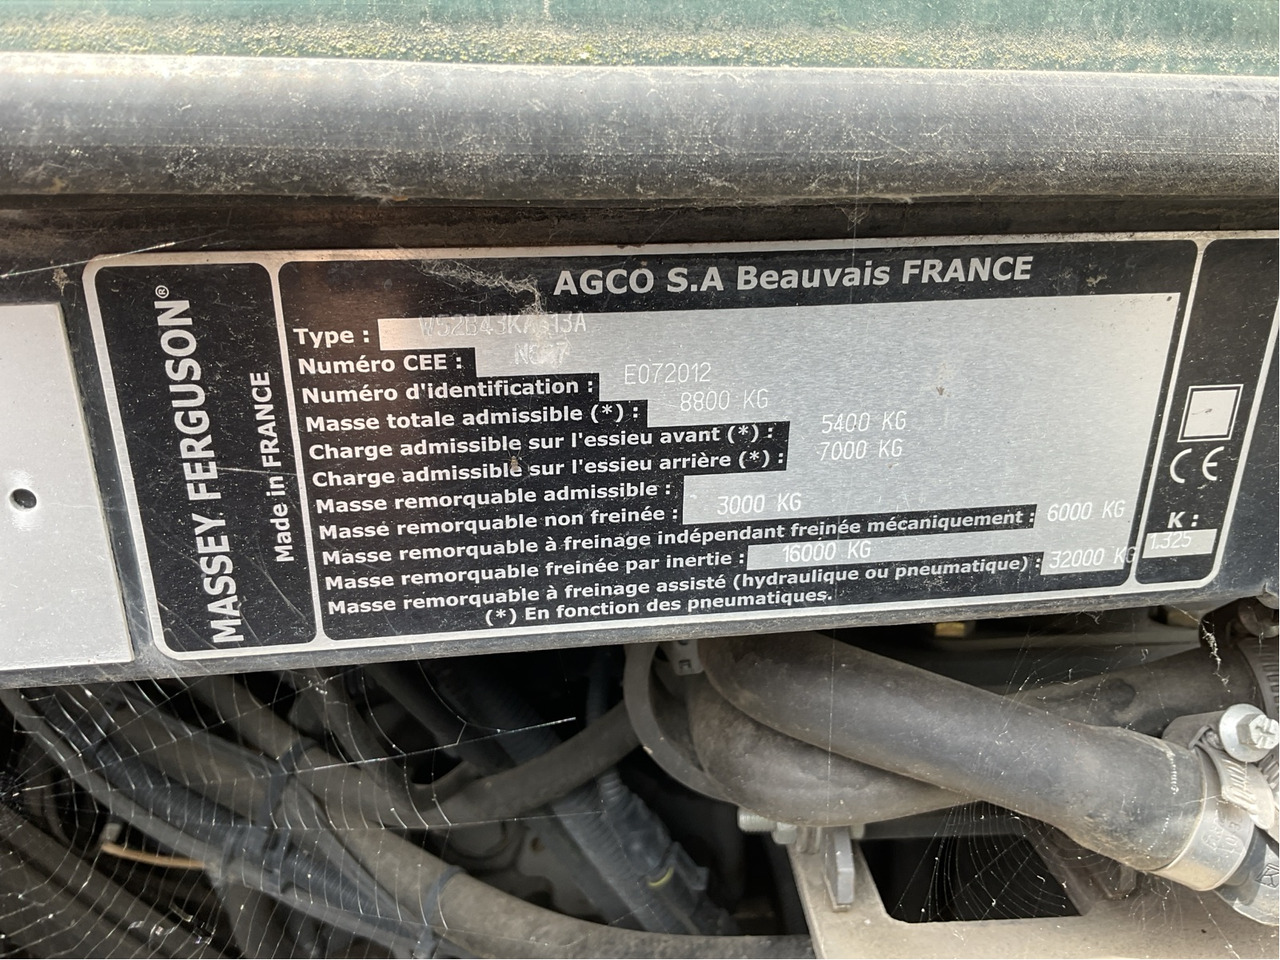 MASSEY FERGUSON®
Made in FRANCE
AGCO S.A Beauvais FRANCE
Type :
Numéro CEE :
Numéro d'identification : E072012
Masse totale admissible (*) : 8800 KG
Charge admissible sur l'essieu avant (*) : 5400 KG
Charge admissible sur l'essieu arrière (*) : 7000 KG
Masse remorquable admissible :
Masse remorquable non freinée : 3000 KG
Masse remorquable à freinage indépendant freinée mécaniquement : 6000 KG
Masse remorquable freinée par inertie : 16000 KG
Masse remorquable à freinage assisté (hydraulique ou pneumatique) : 32000 KG
(*) En fonction des pneumatiques.
CE
K :
1.325